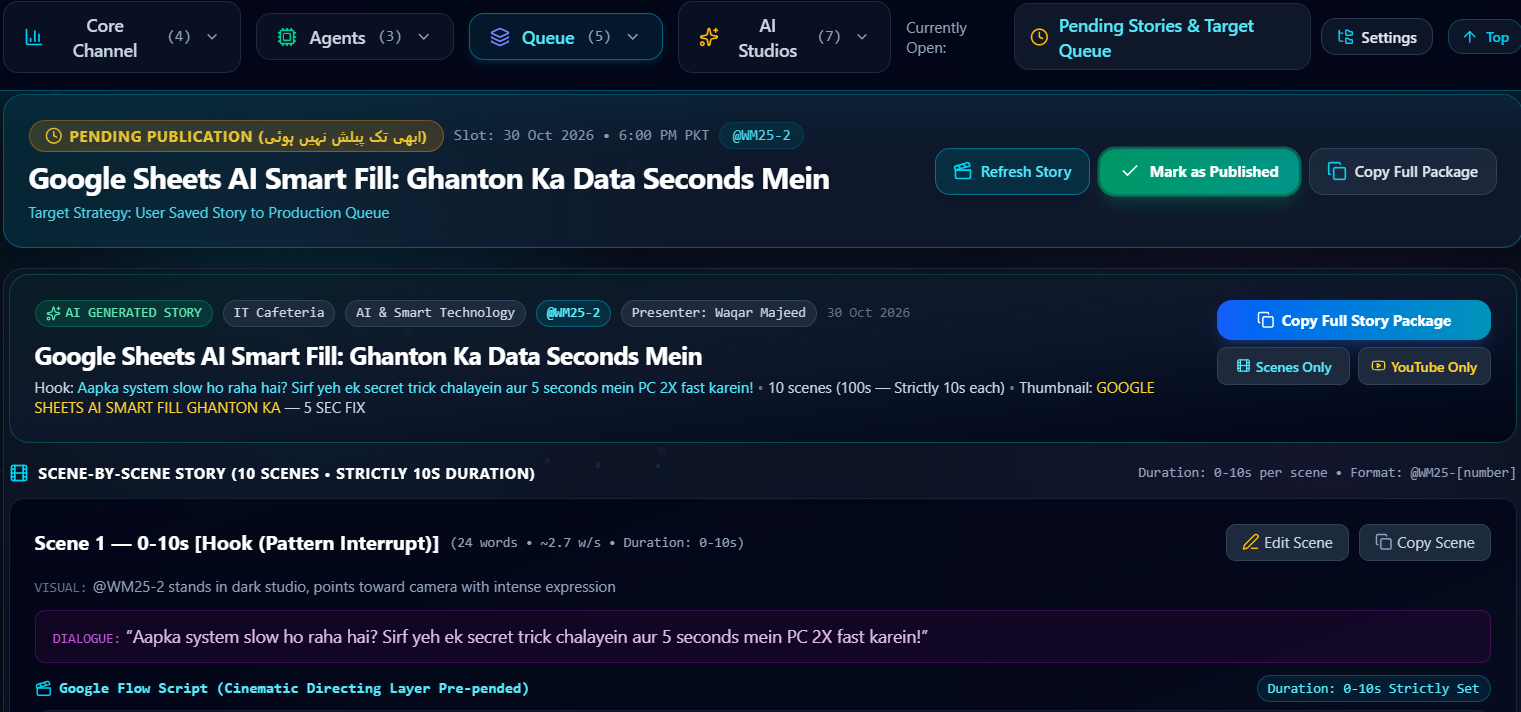 Core Channel (4)
Agents (3)
Queue (5)
AI Studios (7)
Currently Open:
Pending Stories & Target Queue
Settings
Top
PENDING PUBLICATION (ابھی تک پبلش نہیں ہوئی)
Slot: 30 Oct 2026 • 6:00 PM PKT
@WM25-2
Google Sheets AI Smart Fill: Ghanton Ka Data Seconds Mein
Target Strategy: User Saved Story to Production Queue
Refresh Story
Mark as Published
Copy Full Package
AI GENERATED STORY
IT Cafeteria
AI & Smart Technology
@WM25-2
Presenter: Waqar Majeed
30 Oct 2026
Google Sheets AI Smart Fill: Ghanton Ka Data Seconds Mein
Hook: Aapka system slow ho raha hai? Sirf yeh ek secret trick chalayein aur 5 seconds mein PC 2X fast karein! • 10 scenes (100s — Strictly 10s each) • Thumbnail: GOOGLE
SHEETS AI SMART FILL GHANTON KA — 5 SEC FIX
Copy Full Story Package
Scenes Only
YouTube Only
SCENE-BY-SCENE STORY (10 SCENES • STRICTLY 10S DURATION)
Duration: 0-10s per scene • Format: @WM25-[number]
Scene 1 — 0-10s [Hook (Pattern Interrupt)] (24 words • ~2.7 w/s • Duration: 0-10s)
Edit Scene
Copy Scene
VISUAL: @WM25-2 stands in dark studio, points toward camera with intense expression
DIALOGUE: “Aapka system slow ho raha hai? Sirf yeh ek secret trick chalayein aur 5 seconds mein PC 2X fast karein!”
Google Flow Script (Cinematic Directing Layer Pre-pended)
Duration: 0-10s Strictly Set